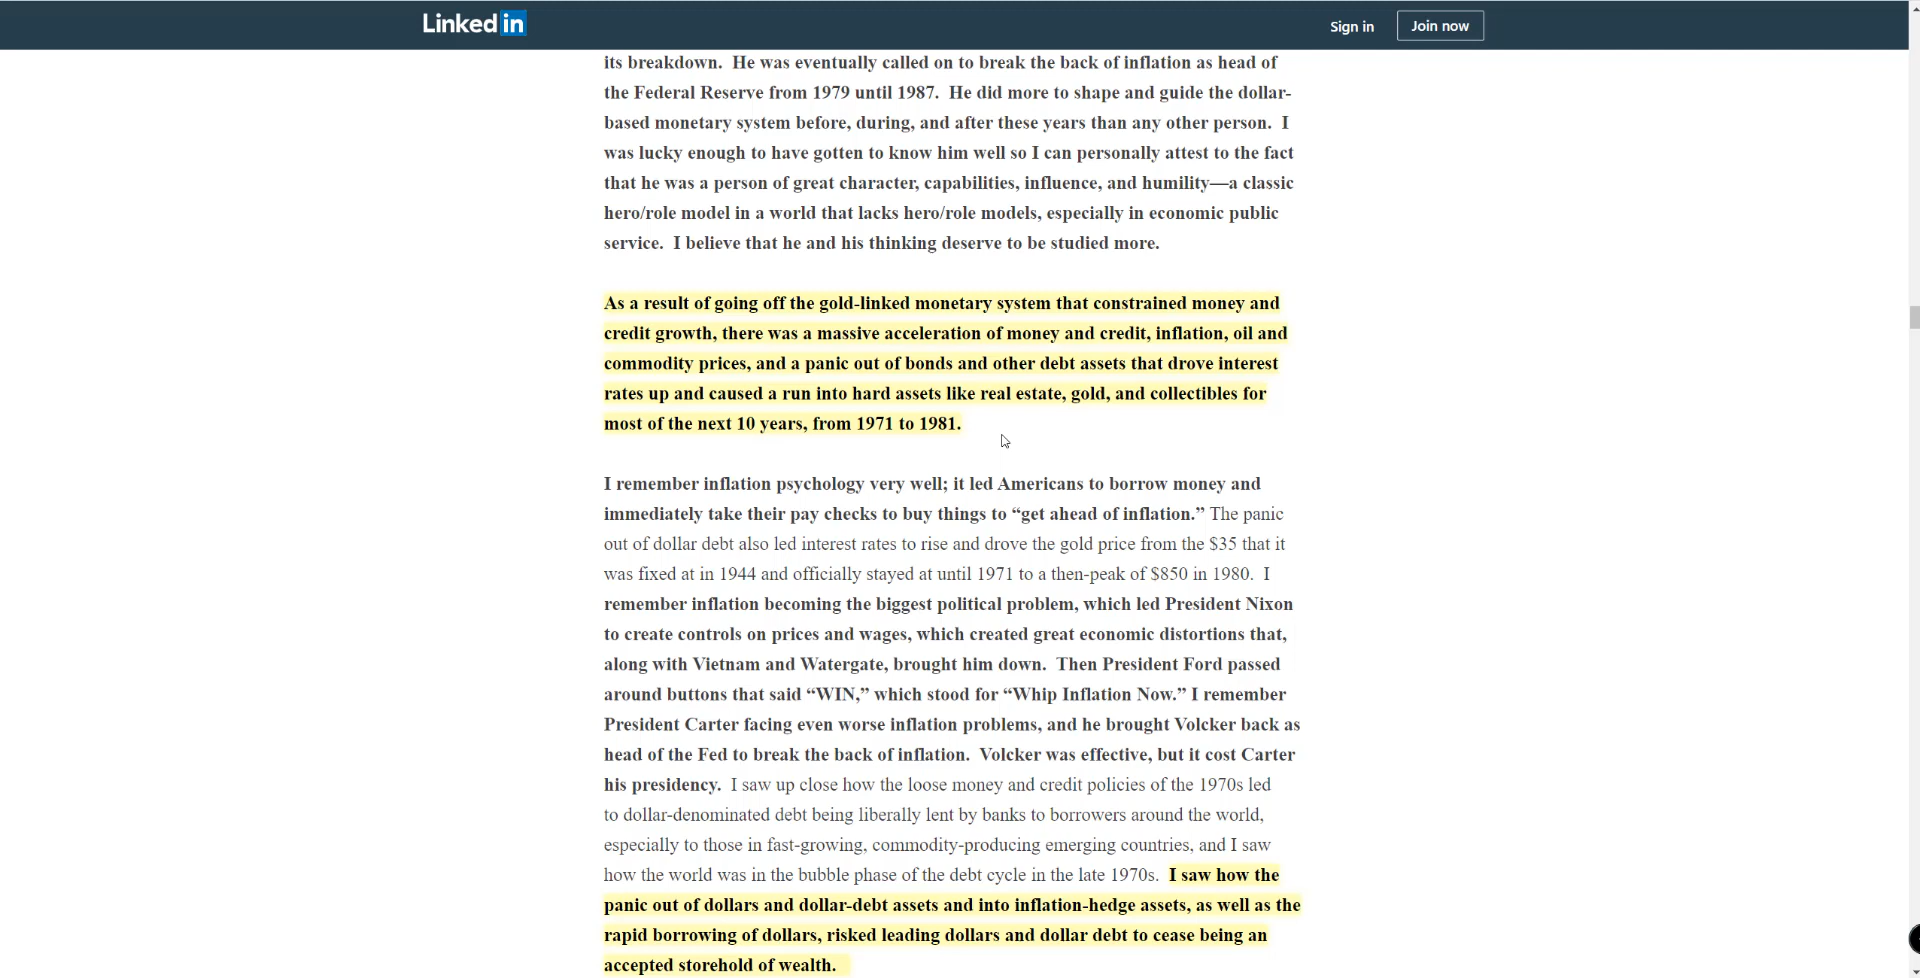 LinkedIn
Sign in
Join now
its breakdown.  He was eventually called on to break the back of inflation as head of
the Federal Reserve from 1979 until 1987.  He did more to shape and guide the dollar-
based monetary system before, during, and after these years than any other person.  I
was lucky enough to have gotten to know him well so I can personally attest to the fact
that he was a person of great character, capabilities, influence, and humility—a classic
hero/role model in a world that lacks hero/role models, especially in economic public
service.  I believe that he and his thinking deserve to be studied more.
As a result of going off the gold-linked monetary system that constrained money and
credit growth, there was a massive acceleration of money and credit, inflation, oil and
commodity prices, and a panic out of bonds and other debt assets that drove interest
rates up and caused a run into hard assets like real estate, gold, and collectibles for
most of the next 10 years, from 1971 to 1981.
I remember inflation psychology very well; it led Americans to borrow money and
immediately take their pay checks to buy things to “get ahead of inflation.” The panic
out of dollar debt also led interest rates to rise and drove the gold price from the $35 that it
was fixed at in 1944 and officially stayed at until 1971 to a then-peak of $850 in 1980.  I
remember inflation becoming the biggest political problem, which led President Nixon
to create controls on prices and wages, which created great economic distortions that,
along with Vietnam and Watergate, brought him down.  Then President Ford passed
around buttons that said “WIN,” which stood for “Whip Inflation Now.” I remember
President Carter facing even worse inflation problems, and he brought Volcker back as
head of the Fed to break the back of inflation.  Volcker was effective, but it cost Carter
his presidency.  I saw up close how the loose money and credit policies of the 1970s led
to dollar-denominated debt being liberally lent by banks to borrowers around the world,
especially to those in fast-growing, commodity-producing emerging countries, and I saw
how the world was in the bubble phase of the debt cycle in the late 1970s.  I saw how the
panic out of dollars and dollar-debt assets and into inflation-hedge assets, as well as the
rapid borrowing of dollars, risked leading dollars and dollar debt to cease being an
accepted storehold of wealth.